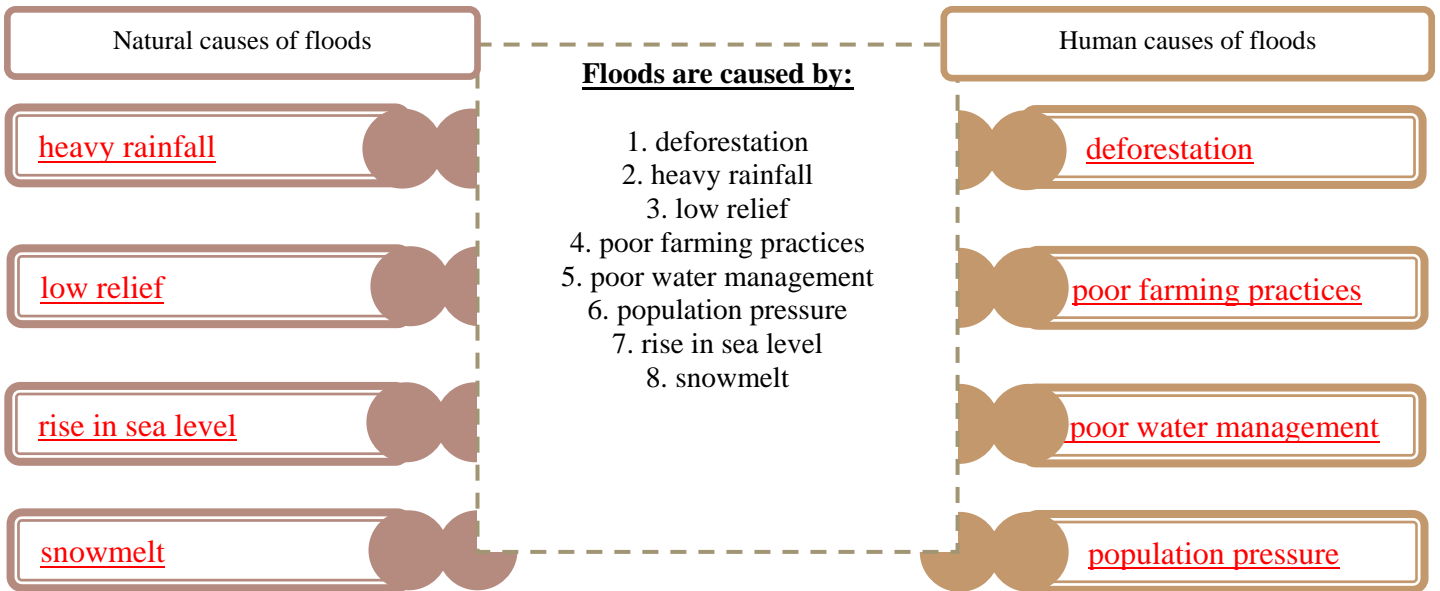 Natural causes of floods
Human causes of floods
Floods are caused by:
1. deforestation
2. heavy rainfall
3. low relief
4. poor farming practices
5. poor water management
6. population pressure
7. rise in sea level
8. snowmelt
heavy rainfall
low relief
rise in sea level
snowmelt
deforestation
poor farming practices
poor water management
population pressure